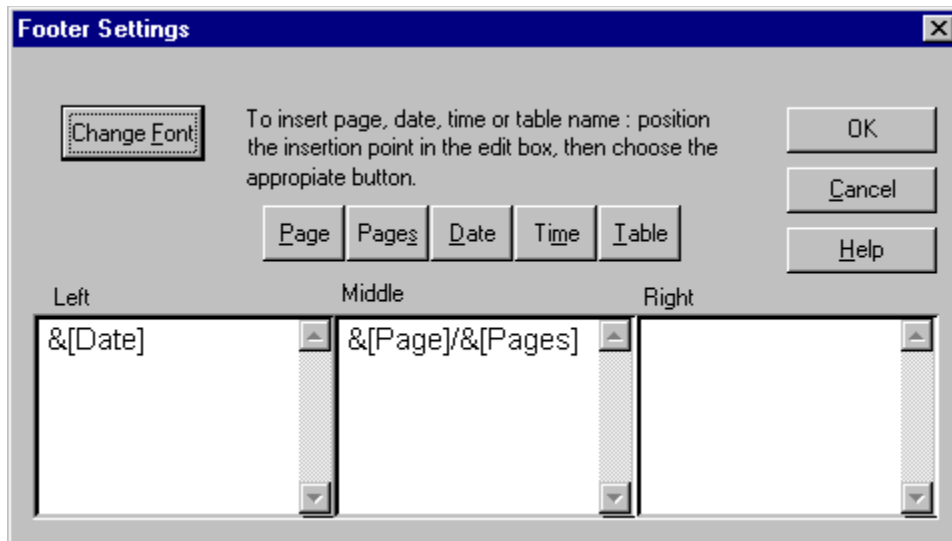 Footer Settings
Change Font
To insert page, date, time or table name : position
the insertion point in the edit box, then choose the
appropiate button.
OK
Cancel
Help
Page Pages Date Time Table
Left Middle Right
&[Date] &[Page]/&[Pages]